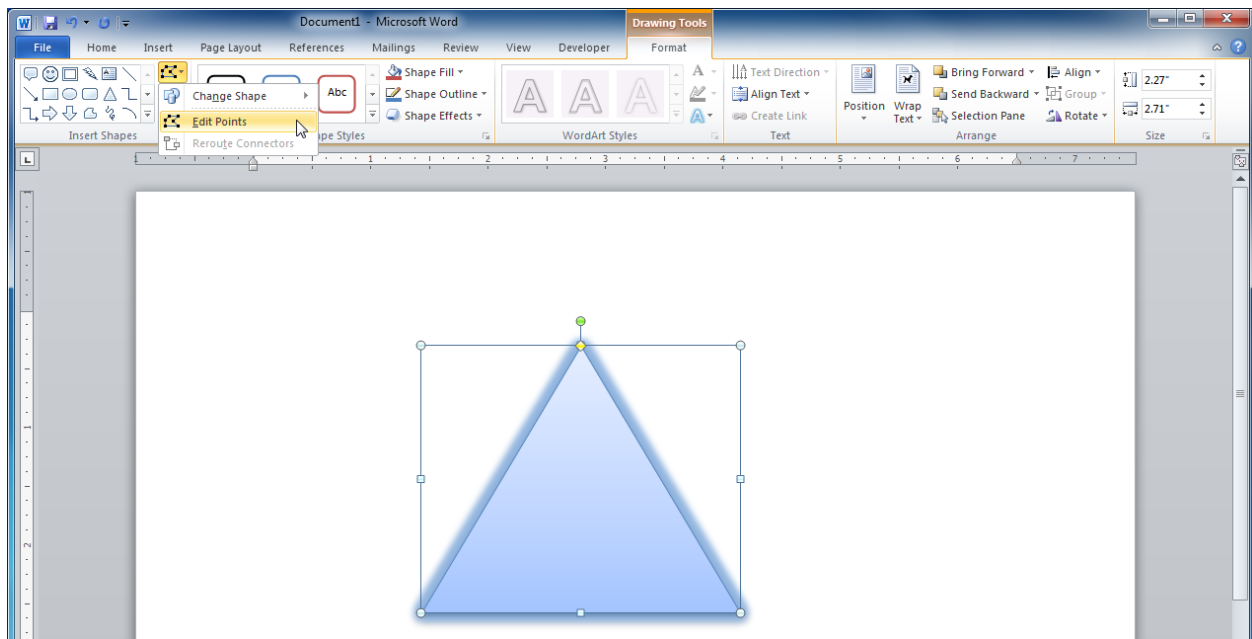 Document1 - Microsoft Word
Drawing Tools
File Home Insert Page Layout References Mailings Review View Developer Format
Change Shape
Edit Points
Reroute Connectors
Insert Shapes
Abc
Shape Fill
Shape Outline
Shape Effects
pe Styles
A A A
WordArt Styles
A
A
Text Direction
Align Text
Create Link
Text
Position
Wrap Text
Bring Forward
Send Backward
Selection Pane
Align
Group
Rotate
Arrange
2.27"
2.71"
Size
L
1 1 2 3 4 5 6 7
1
2